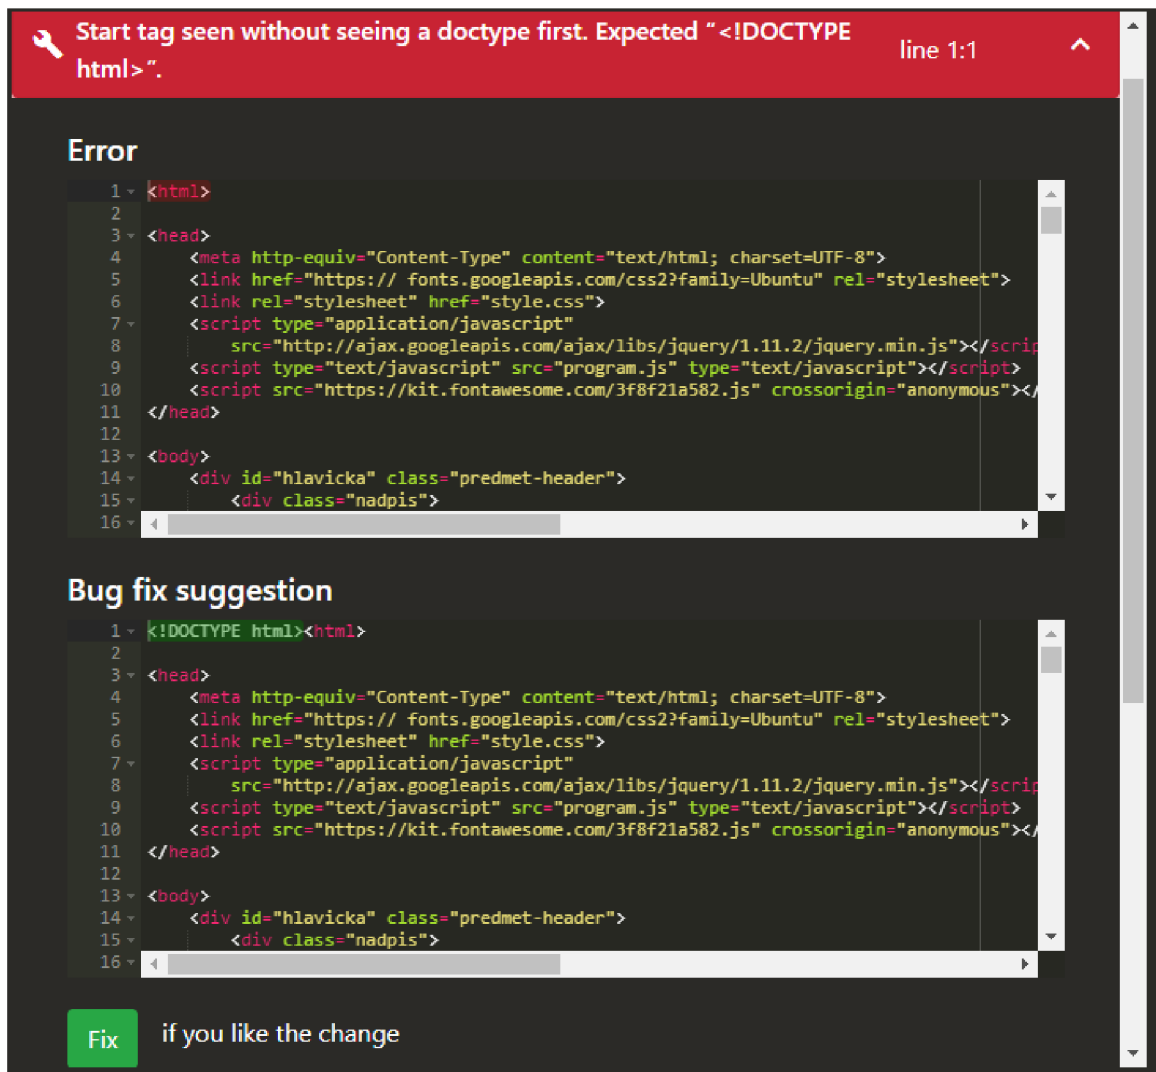 Start tag seen without seeing a doctype first. Expected “<!DOCTYPE
html>”.
line 1:1
Error
1 <html>
2
3 <head>
4     <meta http-equiv="Content-Type" content="text/html; charset=UTF-8">
5     <link href="https:// fonts.googleapis.com/css2?family=Ubuntu" rel="stylesheet">
6     <link rel="stylesheet" href="style.css">
7     <script type="application/javascript"
8         src="http://ajax.googleapis.com/ajax/libs/jquery/1.11.2/jquery.min.js"></scrip
9     <script type="text/javascript" src="program.js" type="text/javascript"></script>
10     <script src="https://kit.fontawesome.com/3f8f21a582.js" crossorigin="anonymous"></
11 </head>
12
13 <body>
14     <div id="hlavicka" class="predmet-header">
15         <div class="nadpis">
16
Bug fix suggestion
1 <!DOCTYPE html><html>
2
3 <head>
4     <meta http-equiv="Content-Type" content="text/html; charset=UTF-8">
5     <link href="https:// fonts.googleapis.com/css2?family=Ubuntu" rel="stylesheet">
6     <link rel="stylesheet" href="style.css">
7     <script type="application/javascript"
8         src="http://ajax.googleapis.com/ajax/libs/jquery/1.11.2/jquery.min.js"></scrip
9     <script type="text/javascript" src="program.js" type="text/javascript"></script>
10     <script src="https://kit.fontawesome.com/3f8f21a582.js" crossorigin="anonymous"></
11 </head>
12
13 <body>
14     <div id="hlavicka" class="predmet-header">
15         <div class="nadpis">
16
Fix if you like the change